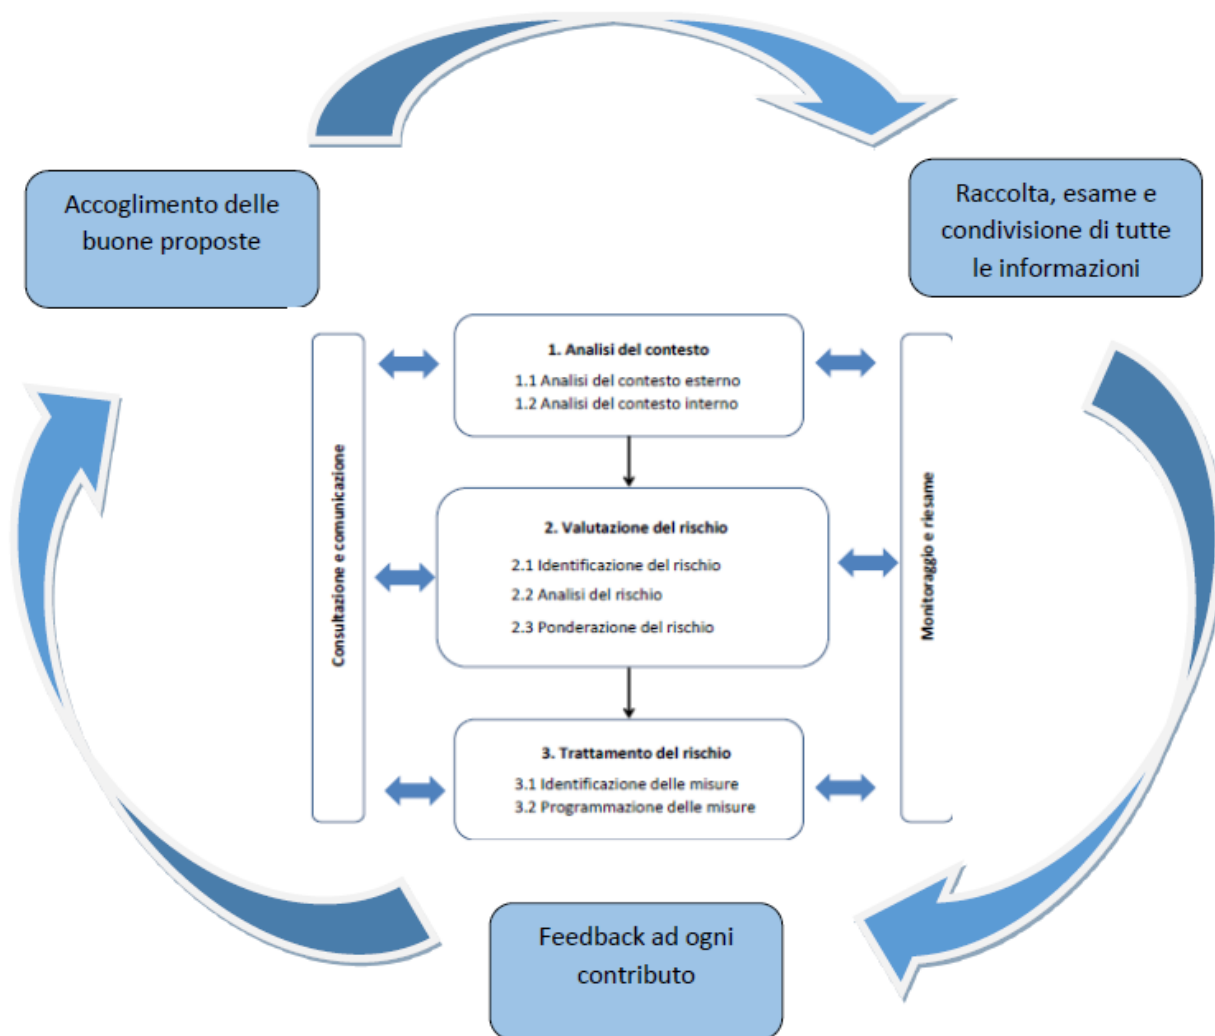 Accoglimento delle
buone proposte
Raccolta, esame e
condivisione di tutte
le informazioni
Consultazione e comunicazione
1. Analisi del contesto
1.1 Analisi del contesto esterno
1.2 Analisi del contesto interno
2. Valutazione del rischio
2.1 Identificazione del rischio
2.2 Analisi del rischio
2.3 Ponderazione del rischio
3. Trattamento del rischio
3.1 Identificazione delle misure
3.2 Programmazione delle misure
Monitoraggio e riesame
Feedback ad ogni
contributo